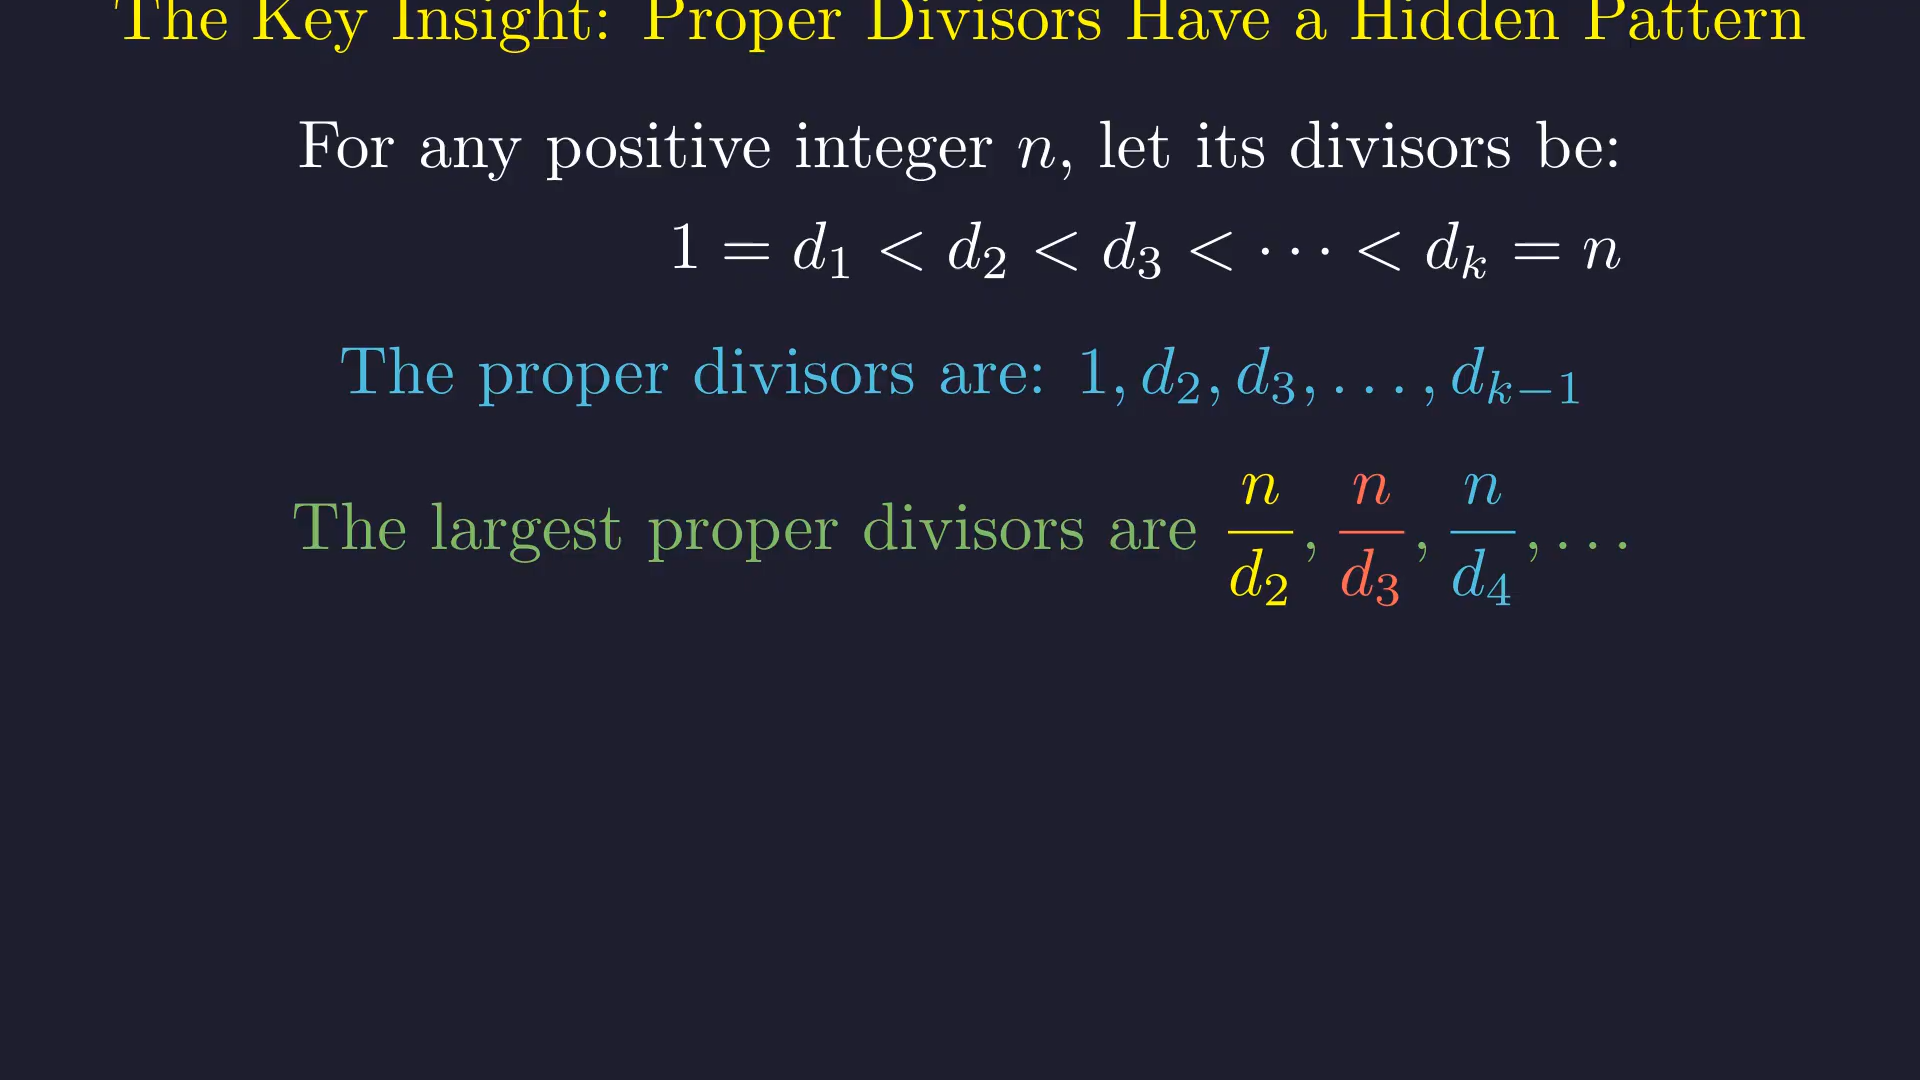 The Key Insight: Proper Divisors Have a Hidden Pattern
For any positive integer n, let its divisors be:
1 = d₁ < d₂ < d₃ < ⋯ < dₖ = n
The proper divisors are: 1, d₂, d₃, …, dₖ₋₁
The largest proper divisors are n/d₂, n/d₃, n/d₄, …